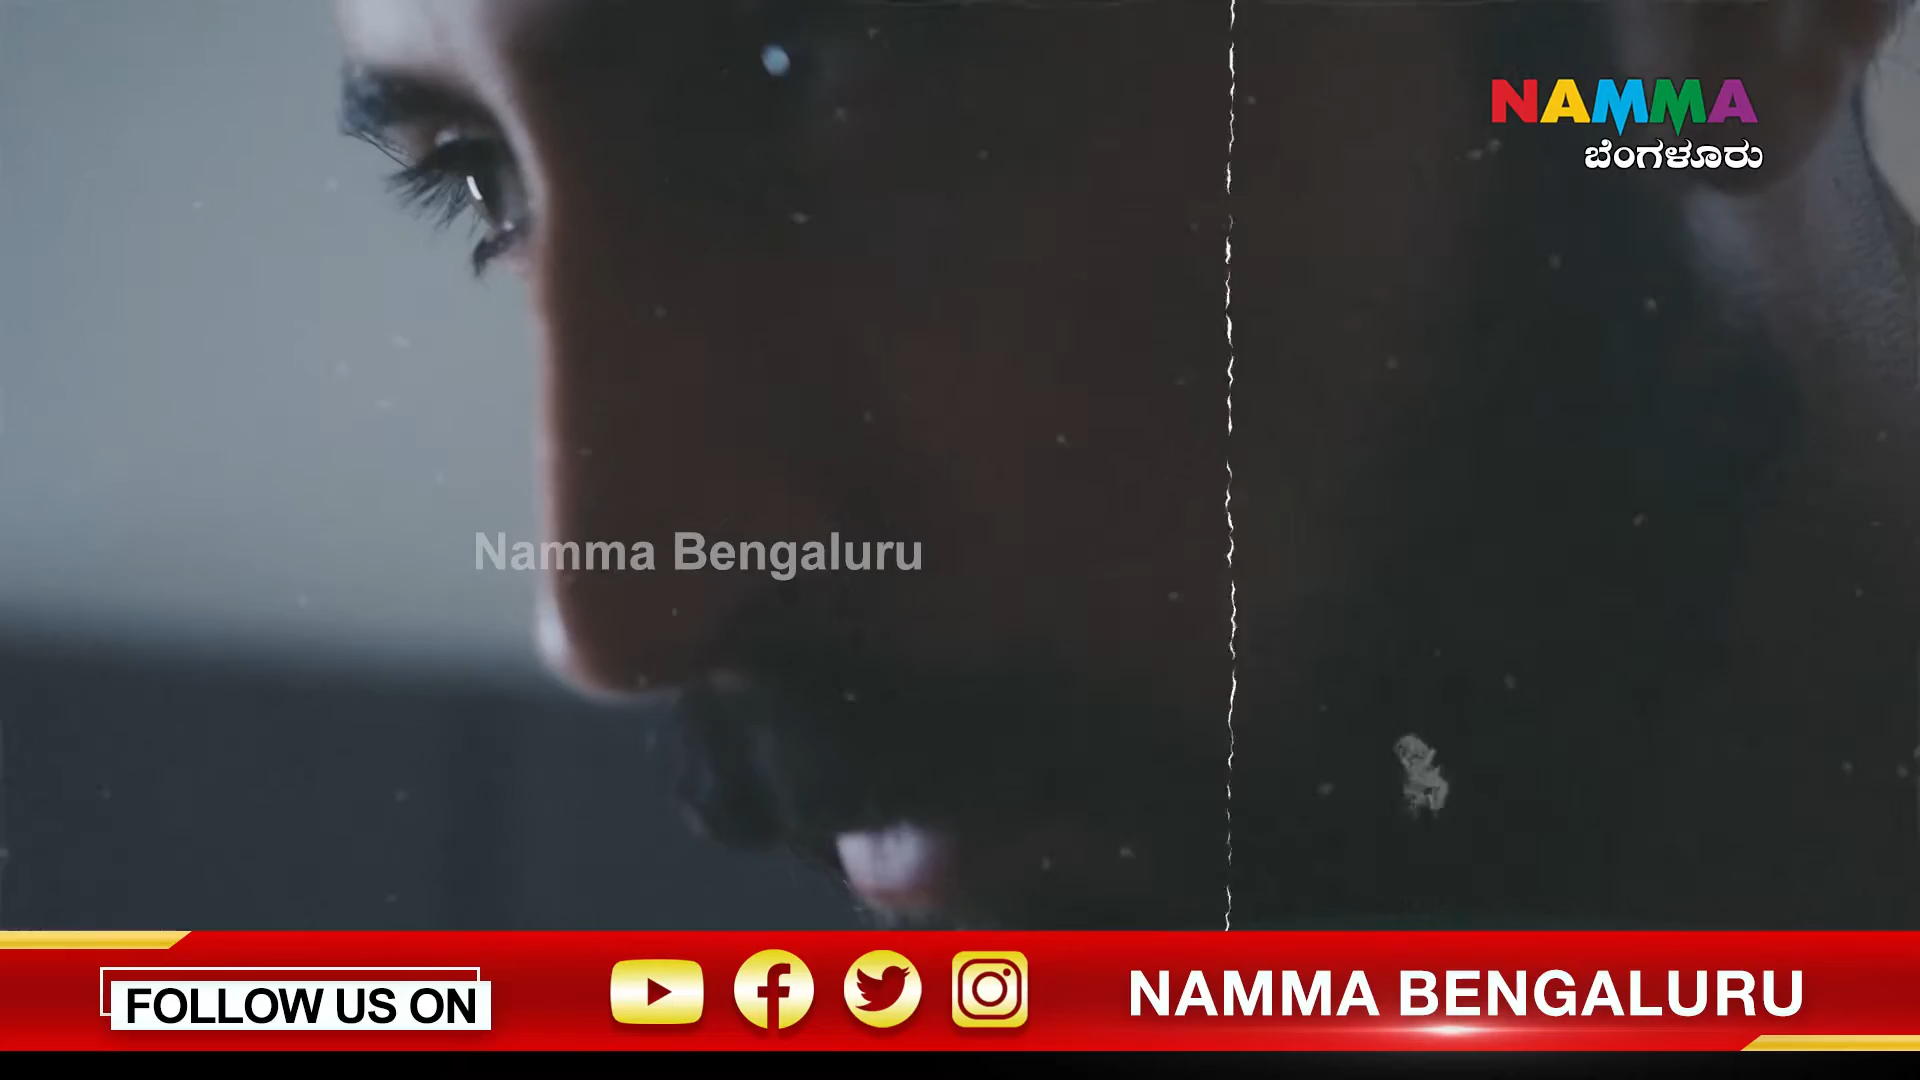 NAMMA
ಬೆಂಗಳೂರು
Namma Bengaluru
FOLLOW US ON
NAMMA BENGALURU